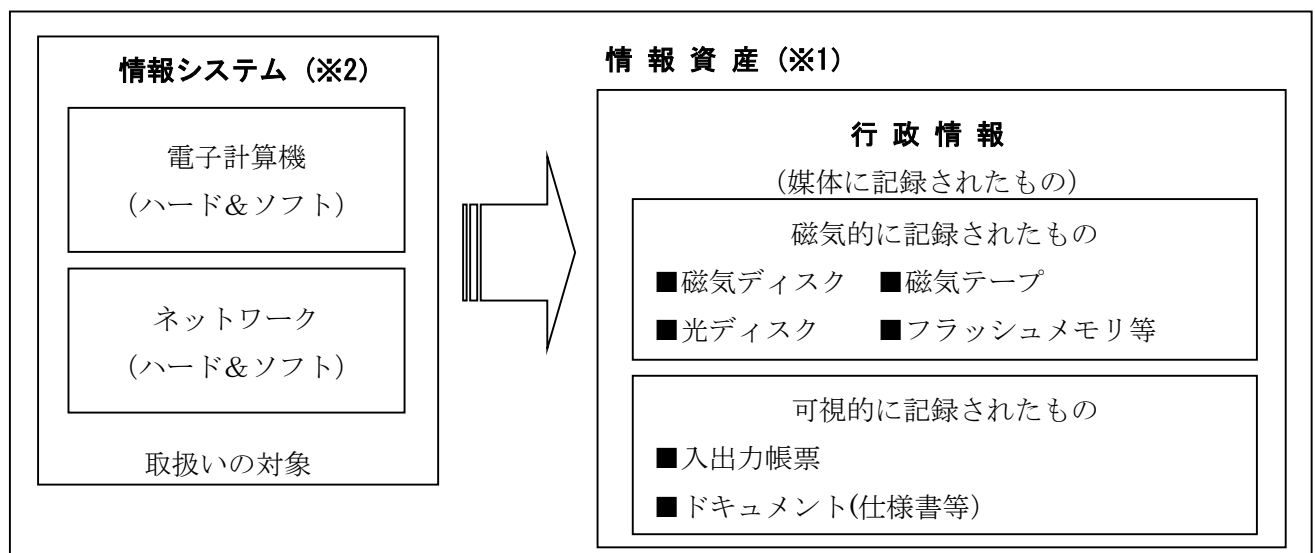 情報システム (※2)
電子計算機
(ハード＆ソフト)
ネットワーク
(ハード＆ソフト)
取扱いの対象
情 報 資 産 (※1)
行 政 情 報
(媒体に記録されたもの)
磁気的に記録されたもの
■磁気ディスク ■磁気テープ
■光ディスク ■フラッシュメモリ等
可視的に記録されたもの
■入出力帳票
■ドキュメント(仕様書等)